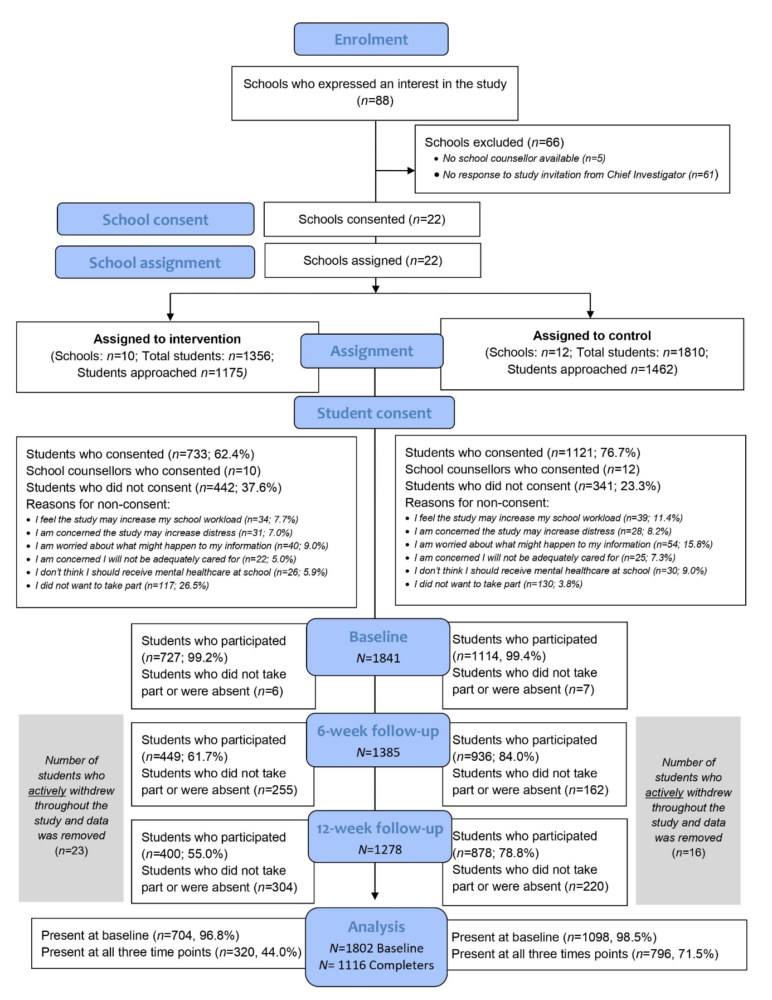 Enrolment
Schools who expressed an interest in the study
(n=88)
Schools excluded (n=66)
• No school counsellor available (n=5)
• No response to study invitation from Chief Investigator (n=61)
School consent
Schools consented (n=22)
School assignment
Schools assigned (n=22)
Assigned to intervention
(Schools: n=10; Total students: n=1356;
Students approached n=1175)
Assignment
Assigned to control
(Schools: n=12; Total students: n=1810;
Students approached n=1462)
Student consent
Students who consented (n=733; 62.4%)
School counsellors who consented (n=10)
Students who did not consent (n=442; 37.6%)
Reasons for non-consent:
• I feel the study may increase my school workload (n=34; 7.7%)
• I am concerned the study may increase distress (n=31; 7.0%)
• I am worried about what might happen to my information (n=40; 9.0%)
• I am concerned I will not be adequately cared for (n=22; 5.0%)
• I don't think I should receive mental healthcare at school (n=26; 5.9%)
• I did not want to take part (n=117; 26.5%)
Students who consented (n=1121; 76.7%)
School counsellors who consented (n=12)
Students who did not consent (n=341; 23.3%)
Reasons for non-consent:
• I feel the study may increase my school workload (n=39; 11.4%)
• I am concerned the study may increase distress (n=28; 8.2%)
• I am worried about what might happen to my information (n=54; 15.8%)
• I am concerned I will not be adequately cared for (n=25; 7.3%)
• I don't think I should receive mental healthcare at school (n=30; 9.0%)
• I did not want to take part (n=130; 3.8%)
Students who participated
(n=727; 99.2%)
Students who did not take
part or were absent (n=6)
Baseline
N=1841
Students who participated
(n=1114, 99.4%)
Students who did not take
part or were absent (n=7)
Number of
students who
actively withdrew
throughout the
study and data
was removed
(n=23)
Students who participated
(n=449; 61.7%)
Students who did not take
part or were absent (n=255)
6-week follow-up
N=1385
Students who participated
(n=936; 84.0%)
Students who did not take
part or were absent (n=162)
Number of
students who
actively withdrew
throughout the
study and data
was removed
(n=16)
Students who participated
(n=400; 55.0%)
Students who did not take
part or were absent (n=304)
12-week follow-up
N=1278
Students who participated
(n=878; 78.8%)
Students who did not take
part or were absent (n=220)
Present at baseline (n=704, 96.8%)
Present at all three time points (n=320, 44.0%)
Analysis
N=1802 Baseline
N= 1116 Completers
Present at baseline (n=1098, 98.5%)
Present at all three times points (n=796, 71.5%)